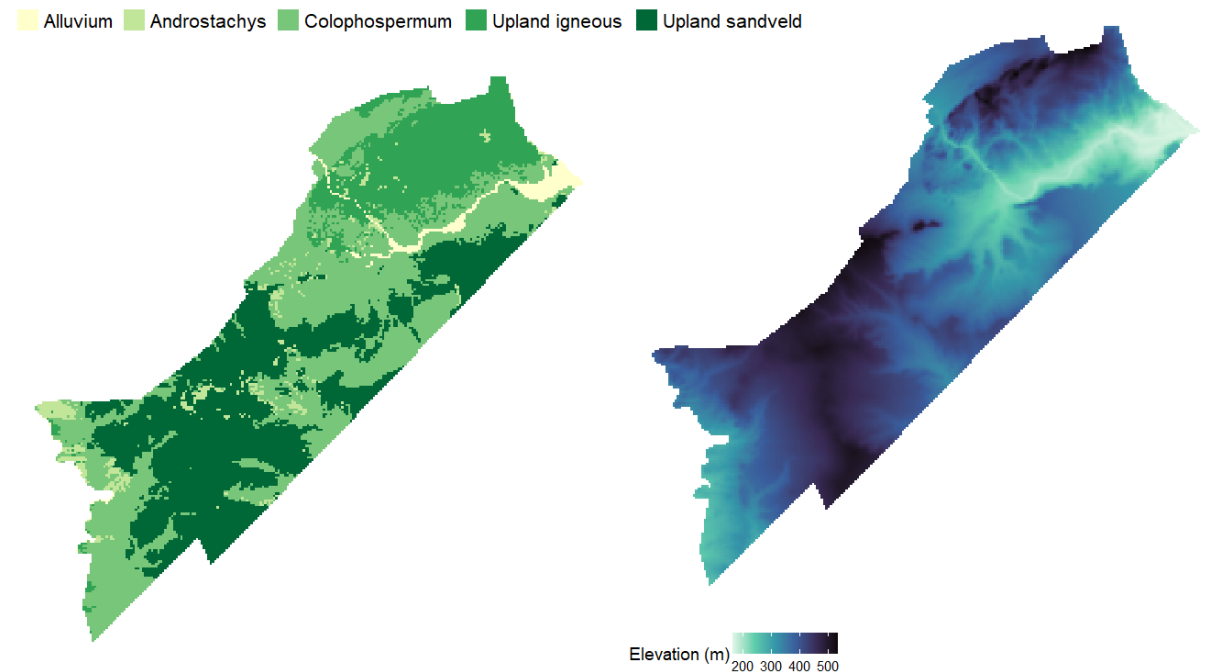 Alluvium Androstachys Colophospermum Upland igneous Upland sandveld
Elevation (m)
200 300 400 500